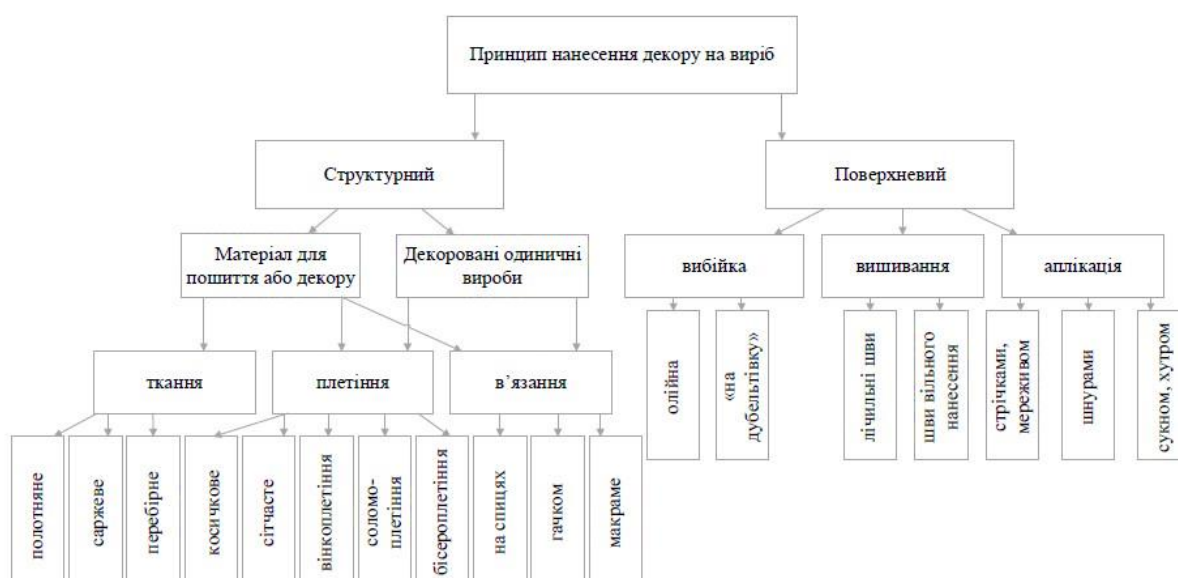 Принцип нанесення декору на виріб
Структурний
Поверхневий
Матеріал для
пошиття або декору
Декоровані одиничні
вироби
вибійка
вишивання
аплікація
олійна
«на
дубельтівку»
лічильні шви
шви вільного
нанесення
стрічками,
мереживом
шнурами
сукном, хутром
ткання
плетіння
в’язання
полотняне
саржеве
перебірне
косичкове
сітчасте
вінкоплетіння
соломо-
плетіння
бісероплетіння
на спицях
гачком
макраме